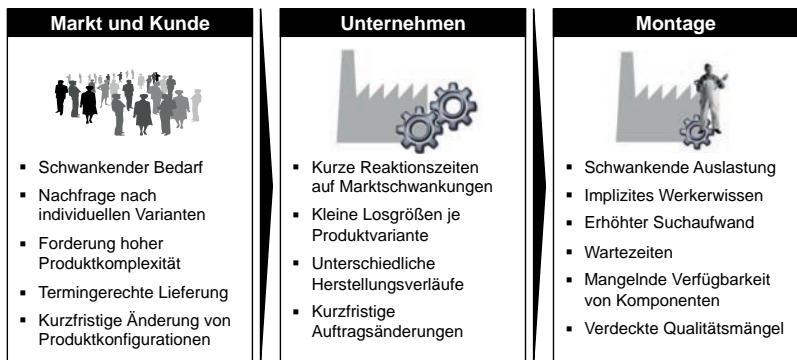 Markt und Kunde
▪ Schwankender Bedarf
▪ Nachfrage nach
individuellen Varianten
▪ Forderung hoher
Produktkomplexität
▪ Termingerechte Lieferung
▪ Kurzfristige Änderung von
Produktkonfigurationen
Unternehmen
▪ Kurze Reaktionszeiten
auf Marktschwankungen
▪ Kleine Losgrößen je
Produktvariante
▪ Unterschiedliche
Herstellungsverläufe
▪ Kurzfristige
Auftragsänderungen
Montage
▪ Schwankende Auslastung
▪ Implizites Werkerwissen
▪ Erhöhter Suchaufwand
▪ Wartezeiten
▪ Mangelnde Verfügbarkeit
von Komponenten
▪ Verdeckte Qualitätsmängel